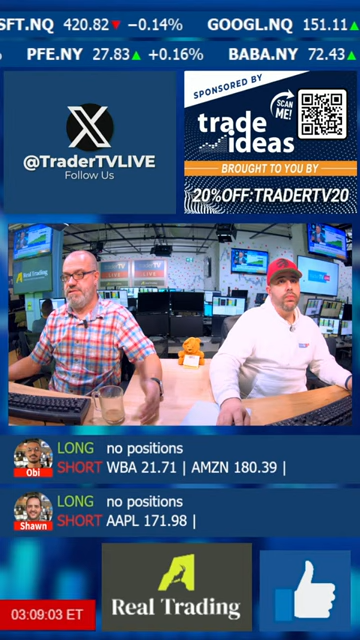 SFT.NQ 420.82▼ −0.14% GOOGL.NQ 151.11▲
% PFE.NY 27.83▲ +0.16% BABA.NY 72.43▲
@TraderTVLIVE
Follow Us
SPONSORED BY
SCAN
ME!
trade
ideas
BROUGHT TO YOU BY
20%OFF:TRADERTV20
Real Trading
LONG no positions
SHORT WBA 21.71 | AMZN 180.39 |
Obi
LONG no positions
SHORT AAPL 171.98 |
Shawn
03:09:03 ET
Real Trading